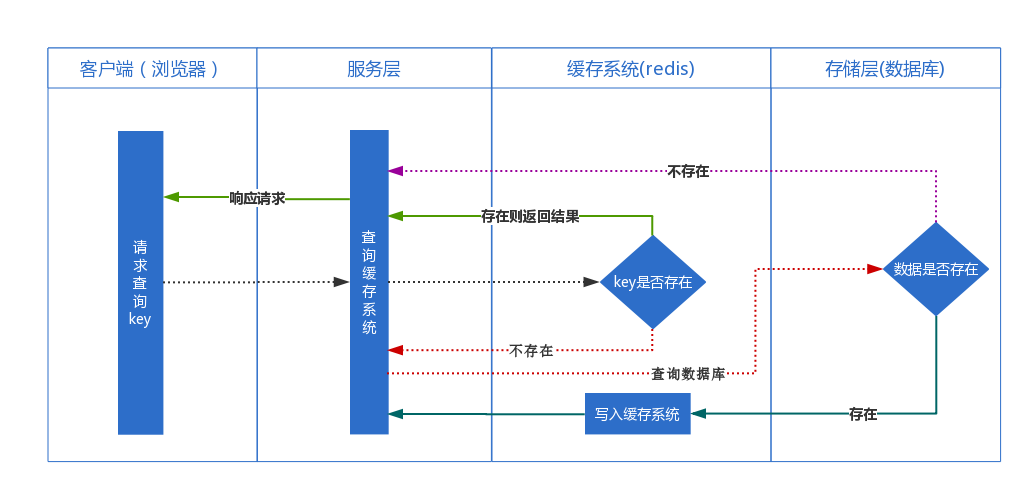 客户端（浏览器）
服务层
缓存系统(redis)
存储层(数据库)
不存在
响应请求
存在则返回结果
请求查询key
查询缓存系统
key是否存在
数据是否存在
不存在
查询数据库
写入缓存系统
存在